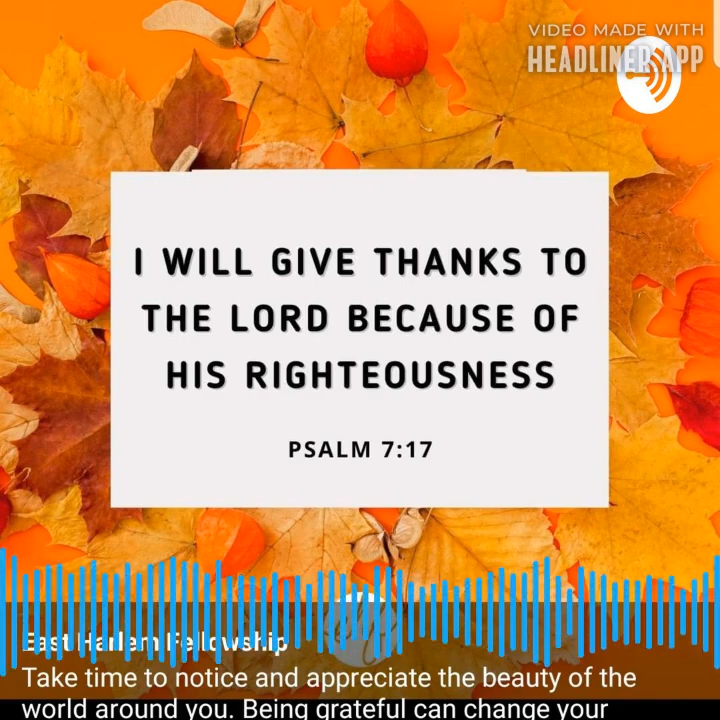 VIDEO MADE WITH
HEADLINER APP
I WILL GIVE THANKS TO
THE LORD BECAUSE OF
HIS RIGHTEOUSNESS
PSALM 7:17
East Harlem Fellowship
Take time to notice and appreciate the beauty of the
world around you. Being grateful can change your